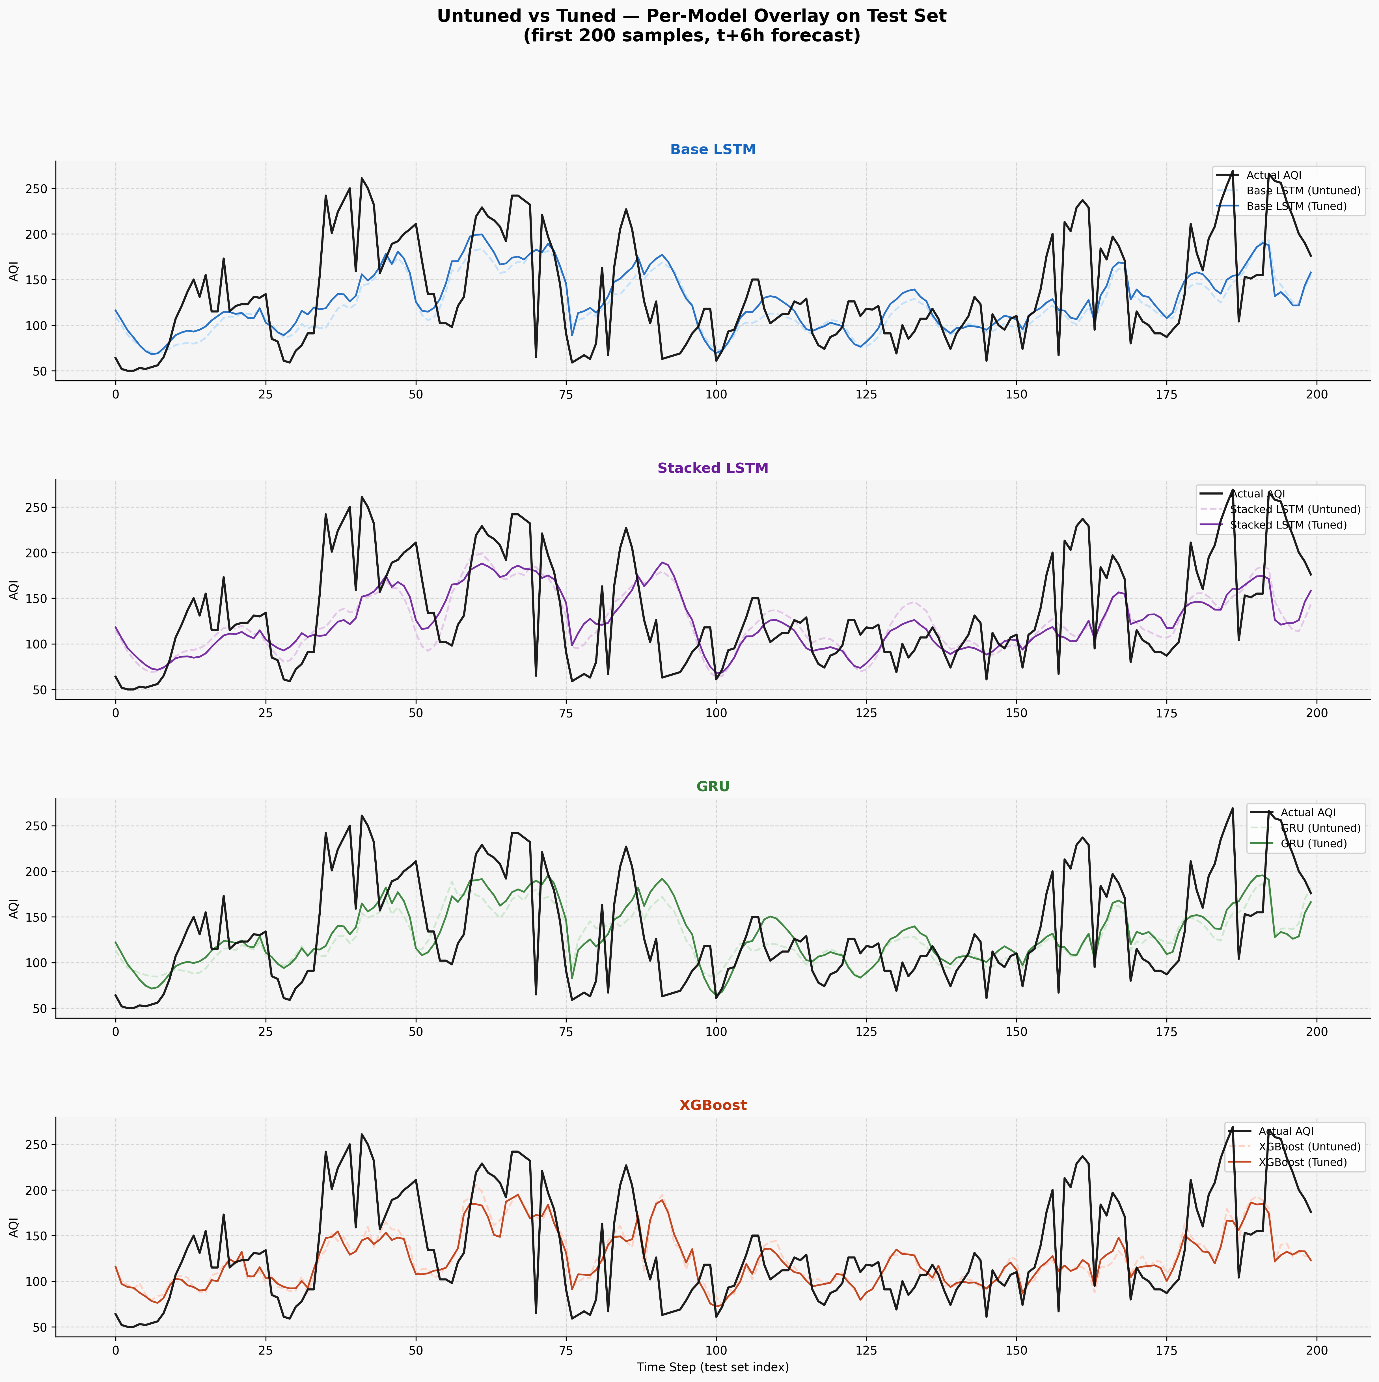 Untuned vs Tuned — Per-Model Overlay on Test Set
(first 200 samples, t+6h forecast)
Base LSTM
Actual AQI
Base LSTM (Untuned)
Base LSTM (Tuned)
250
200
150
100
50
AQI
0 25 50 75 100 125 150 175 200
Stacked LSTM
Actual AQI
Stacked LSTM (Untuned)
Stacked LSTM (Tuned)
250
200
150
100
50
AQI
0 25 50 75 100 125 150 175 200
GRU
Actual AQI
GRU (Untuned)
GRU (Tuned)
250
200
150
100
50
AQI
0 25 50 75 100 125 150 175 200
XGBoost
Actual AQI
XGBoost (Untuned)
XGBoost (Tuned)
250
200
150
100
50
AQI
0 25 50 75 100 125 150 175 200
Time Step (test set index)